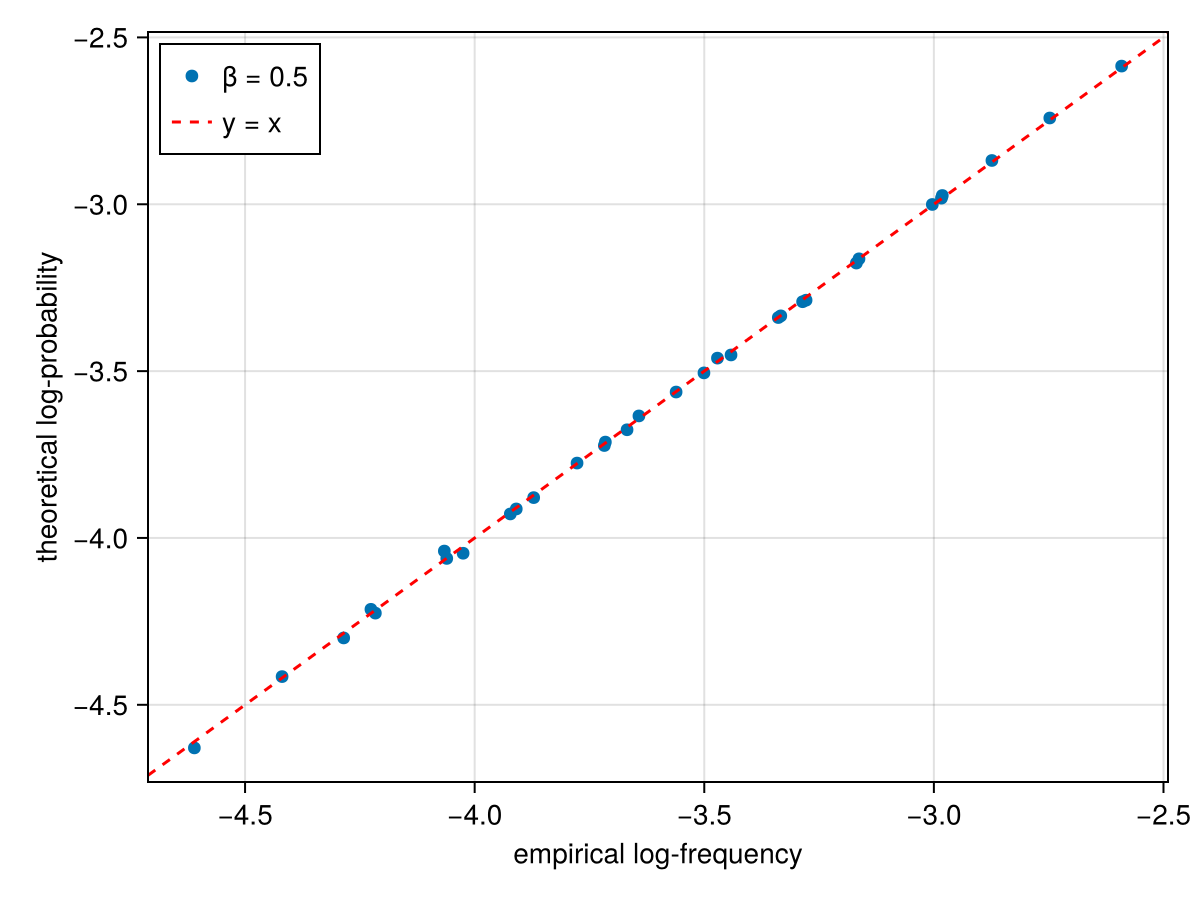 −2.5
−3.0
−3.5
−4.0
−4.5
β = 0.5
y = x
theoretical log-probability
−4.5 −4.0 −3.5 −3.0 −2.5
empirical log-frequency